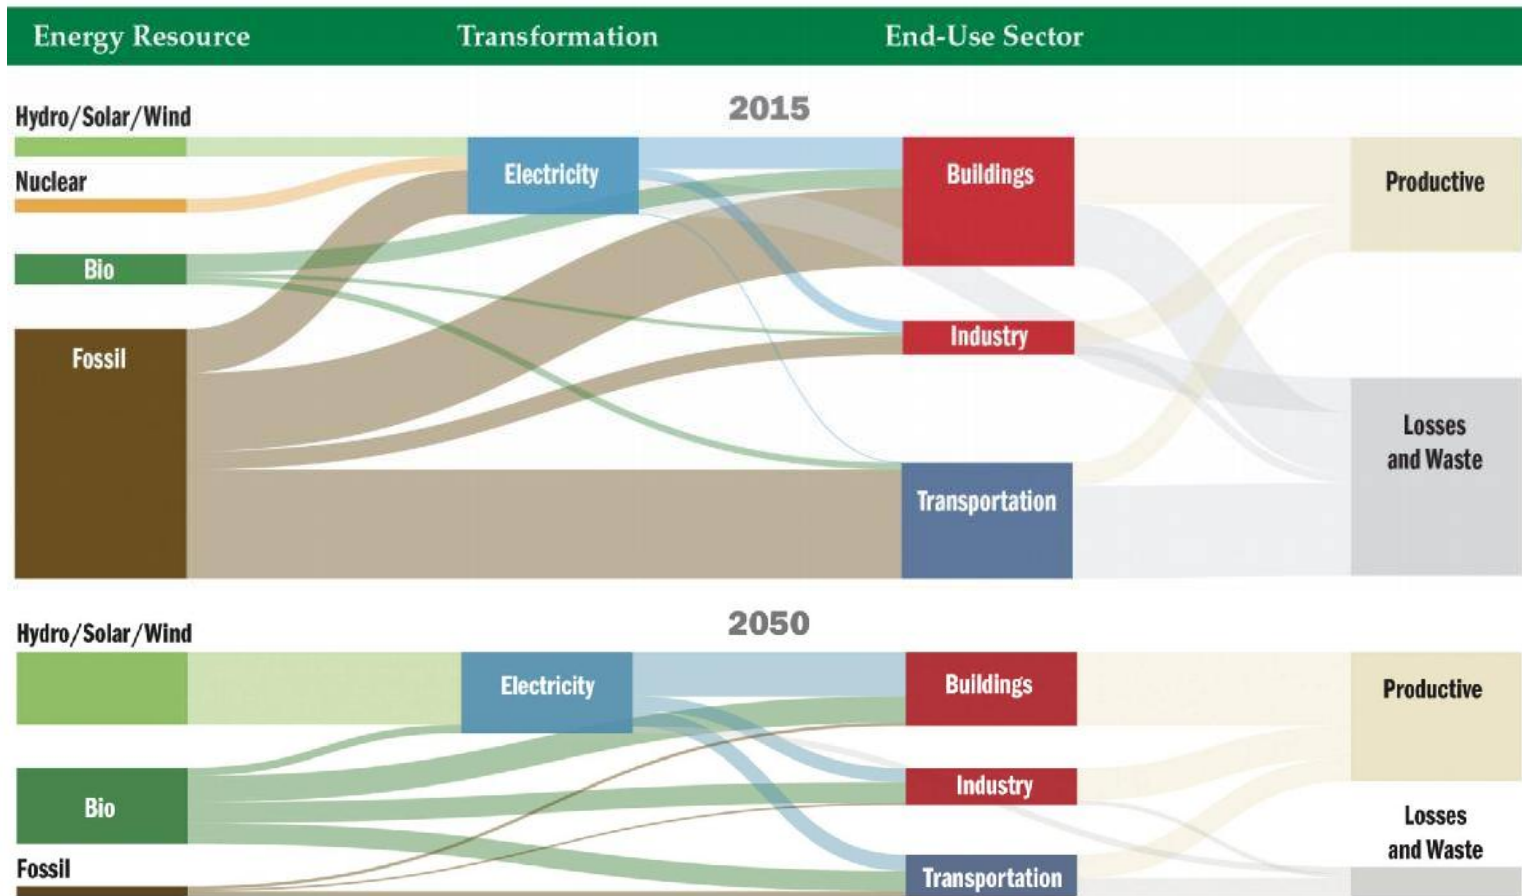 Energy Resource Transformation End-Use Sector
2015
Hydro/Solar/Wind
Nuclear
Bio
Fossil
Electricity
Buildings
Industry
Transportation
Productive
Losses
and Waste
2050
Hydro/Solar/Wind
Bio
Fossil
Electricity
Buildings
Industry
Transportation
Productive
Losses
and Waste